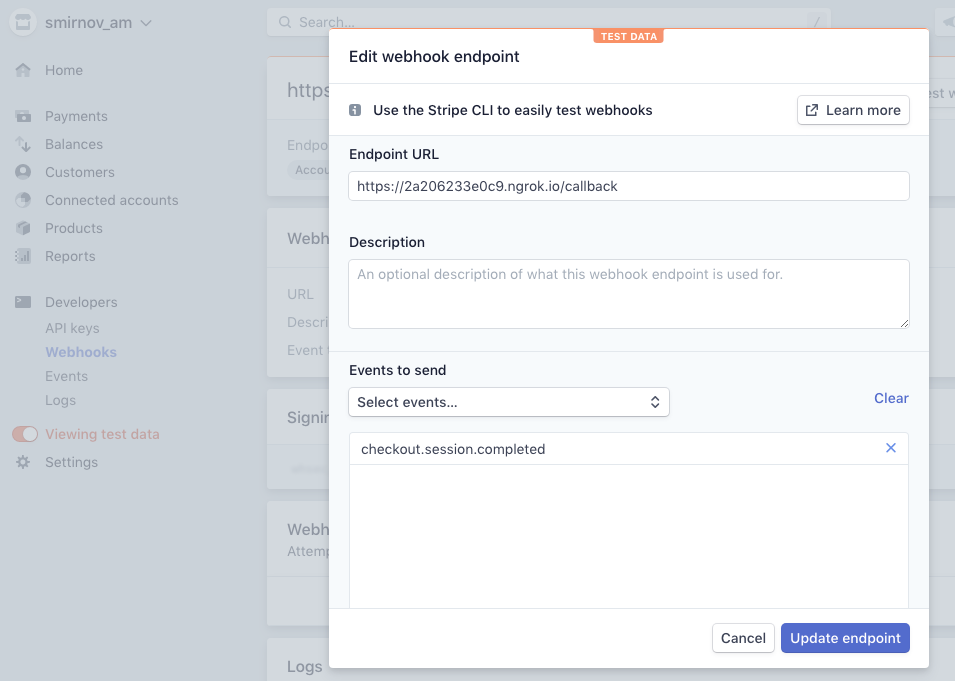 smirnov_am
Search...
/
TEST DATA
Edit webhook endpoint
Home
https
est w
Use the Stripe CLI to easily test webhooks
Learn more
Payments
Balances
Customers
Connected accounts
Products
Reports
Endpo
Accou
Endpoint URL
https://2a206233e0c9.ngrok.io/callback
Webh
Description
An optional description of what this webhook endpoint is used for.
URL
Descri
Event
Developers
API keys
Webhooks
Events
Logs
Events to send
Select events...
Clear
Signin
Viewing test data
Settings
checkout.session.completed
Webh
Attemp
Cancel
Update endpoint
Logs